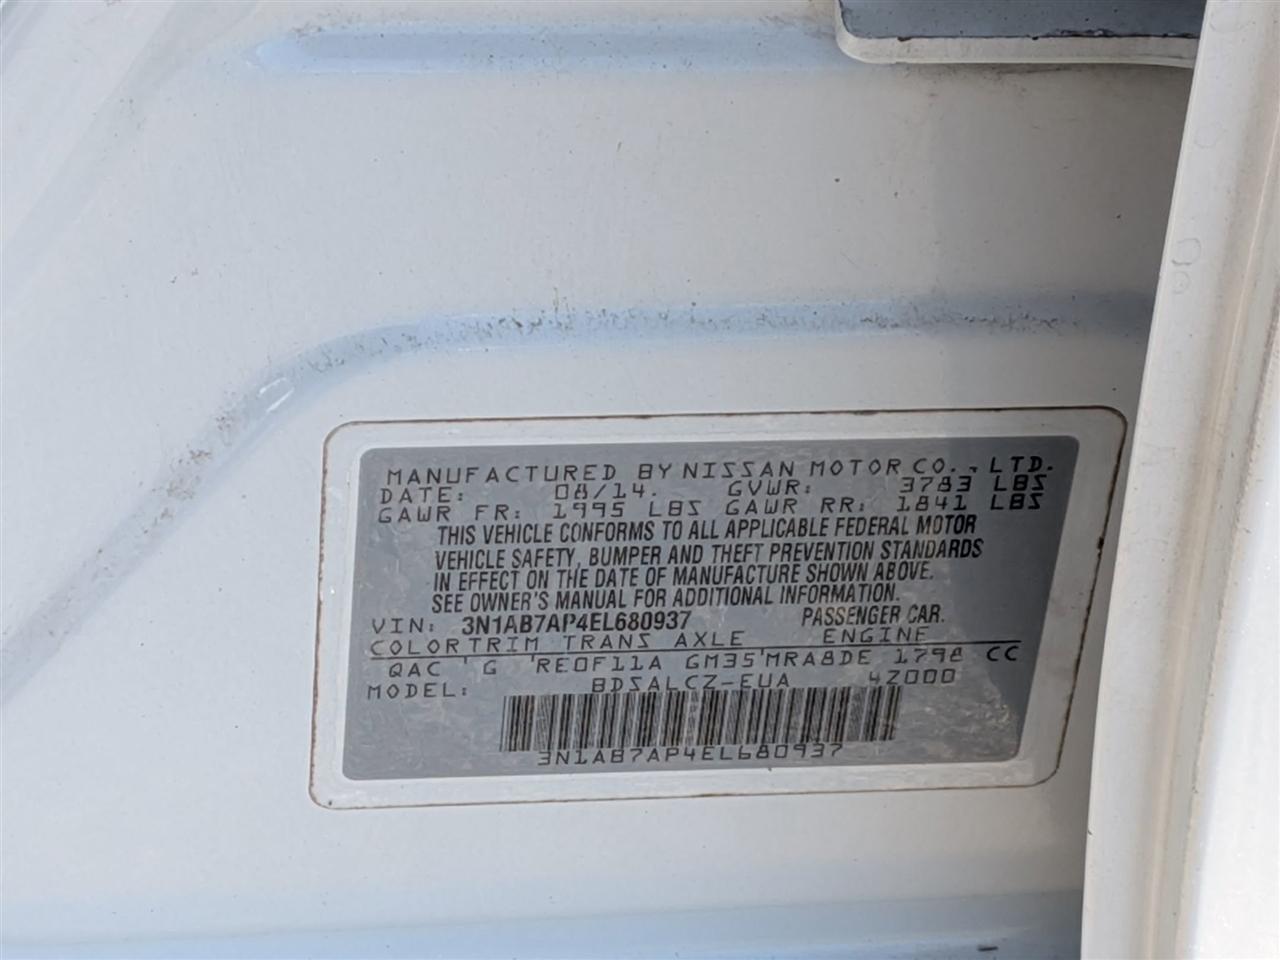 MANUFACTURED BY NISSAN MOTOR CO., LTD.
DATE: 08/14. GVWR: 3783 LBS
GAWR FR: 1995 LBS GAWR RR: 1841 LBS
THIS VEHICLE CONFORMS TO ALL APPLICABLE FEDERAL MOTOR
VEHICLE SAFETY, BUMPER AND THEFT PREVENTION STANDARDS
IN EFFECT ON THE DATE OF MANUFACTURE SHOWN ABOVE.
SEE OWNER'S MANUAL FOR ADDITIONAL INFORMATION.
VIN: 3N1AB7AP4EL680937 PASSENGER CAR.
COLOR TRIM TRANS AXLE ENGINE
QAC G RE0F11A GM35 MRA8DE 1798 CC
MODEL: BDSALCZ-EUA 4Z000
3N1AB7AP4EL680937